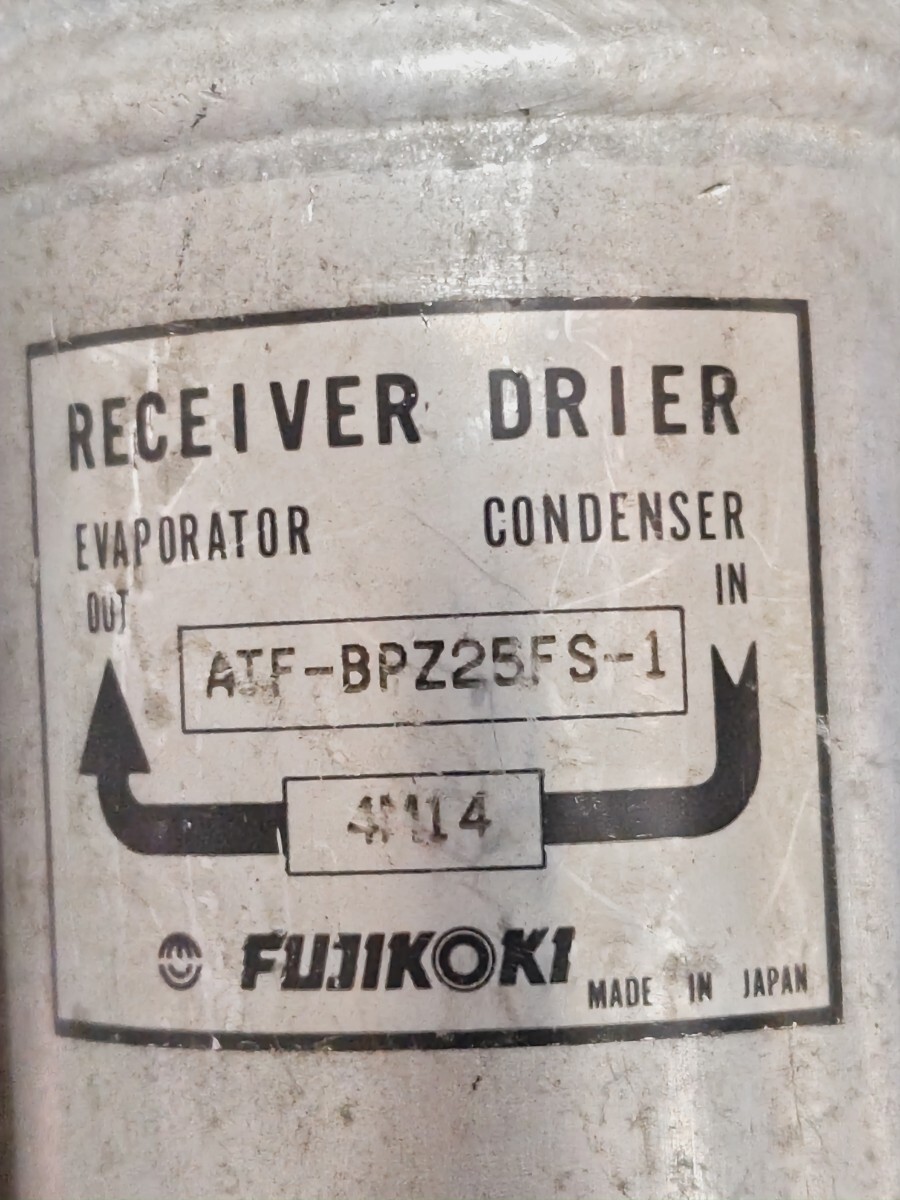 RECEIVER DRIER
EVAPORATOR CONDENSER
OUT IN
ATF-BPZ25FS-1
4M14
FUJIKOKI
MADE IN JAPAN